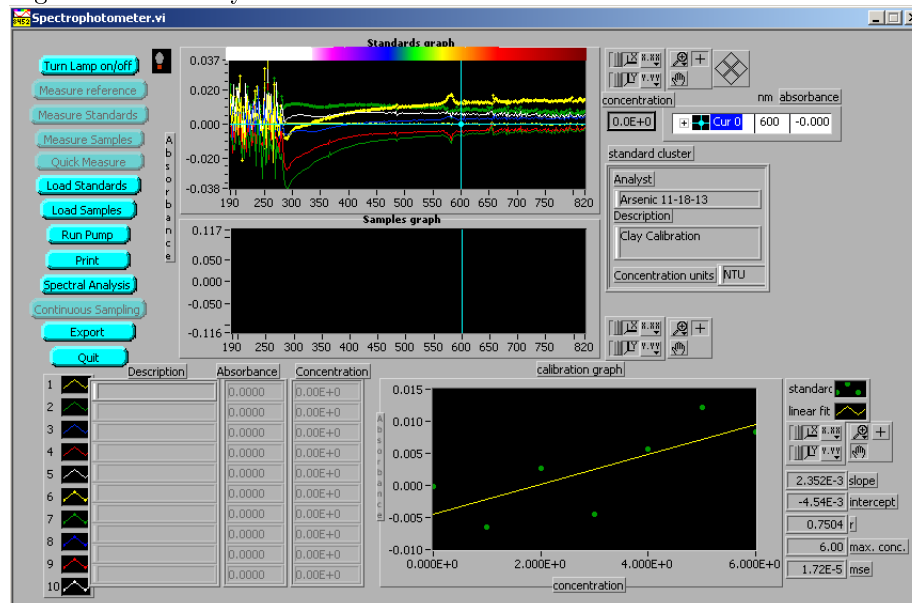 Spectrophotometer.vi
Turn Lamp on/off
Measure reference
Measure Standards
Measure Samples
Quick Measure
Load Standards
Load Samples
Run Pump
Print
Spectral Analysis
Continuous Sampling
Export
Quit
Standards graph
Absorbance
0.037
0.020
0.000
-0.020
-0.038
190 250 300 350 400 450 500 550 600 650 700 750 820
Samples graph
0.117
0.050
0.000
-0.050
-0.116
190 250 300 350 400 450 500 550 600 650 700 750 820
concentration
0.0E+0
nm absorbance
Cur 0 600 -0.000
standard cluster
Analyst
Arsenic 11-18-13
Description
Clay Calibration
Concentration units NTU
Description Absorbance Concentration
1 0.0000 0.00E+0
2 0.0000 0.00E+0
3 0.0000 0.00E+0
4 0.0000 0.00E+0
5 0.0000 0.00E+0
6 0.0000 0.00E+0
7 0.0000 0.00E+0
8 0.0000 0.00E+0
9 0.0000 0.00E+0
10 0.0000 0.00E+0
calibration graph
Absorbance
0.015
0.010
0.005
0.000
-0.005
-0.010
0.000E+0 2.000E+0 4.000E+0 6.000E+0
concentration
standard
linear fit
2.352E-3 slope
-4.54E-3 intercept
0.7504 r
6.00 max. conc.
1.72E-5 mse